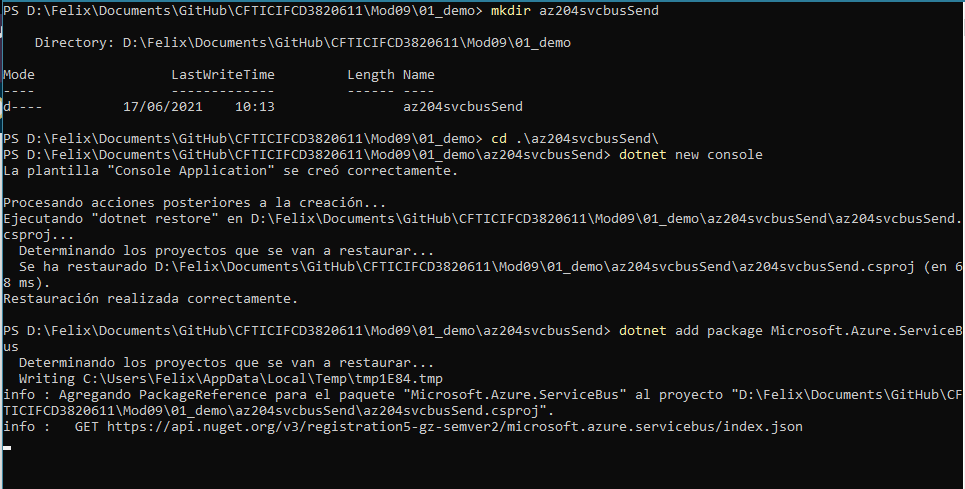 PS D:\Felix\Documents\GitHub\CFTICIFCD3820611\Mod09\01_demo> mkdir az204svcbusSend
Directory: D:\Felix\Documents\GitHub\CFTICIFCD3820611\Mod09\01_demo
Mode LastWriteTime Length Name
---- ------------- ------ ----
d---- 17/06/2021 10:13 az204svcbusSend
PS D:\Felix\Documents\GitHub\CFTICIFCD3820611\Mod09\01_demo> cd .\az204svcbusSend\
PS D:\Felix\Documents\GitHub\CFTICIFCD3820611\Mod09\01_demo\az204svcbusSend> dotnet new console
La plantilla "Console Application" se creó correctamente.
Procesando acciones posteriores a la creación...
Ejecutando "dotnet restore" en D:\Felix\Documents\GitHub\CFTICIFCD3820611\Mod09\01_demo\az204svcbusSend\az204svcbusSend.
csproj...
Determinando los proyectos que se van a restaurar...
Se ha restaurado D:\Felix\Documents\GitHub\CFTICIFCD3820611\Mod09\01_demo\az204svcbusSend\az204svcbusSend.csproj (en 6
8 ms).
Restauración realizada correctamente.
PS D:\Felix\Documents\GitHub\CFTICIFCD3820611\Mod09\01_demo\az204svcbusSend> dotnet add package Microsoft.Azure.ServiceB
us
Determinando los proyectos que se van a restaurar...
Writing C:\Users\Felix\AppData\Local\Temp\tmp1E84.tmp
info : Agregando PackageReference para el paquete "Microsoft.Azure.ServiceBus" al proyecto "D:\Felix\Documents\GitHub\CF
TICIFCD3820611\Mod09\01_demo\az204svcbusSend\az204svcbusSend.csproj".
info :   GET https://api.nuget.org/v3/registration5-gz-semver2/microsoft.azure.servicebus/index.json